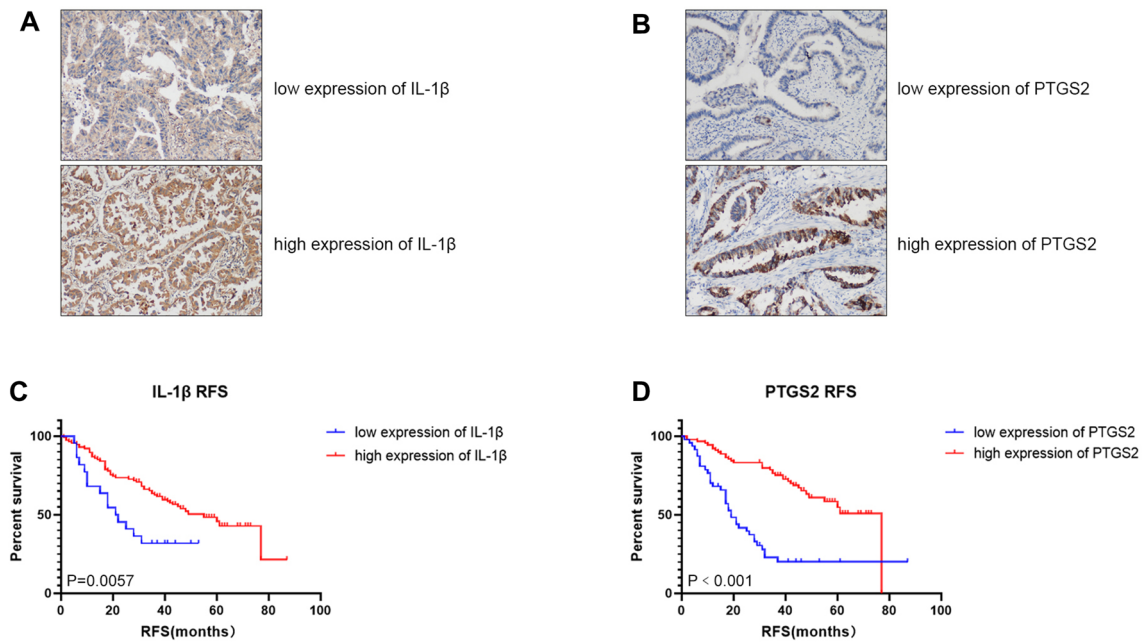 A
low expression of IL-1β
high expression of IL-1β
B
low expression of PTGS2
high expression of PTGS2
C
IL-1β RFS
Percent survival
100
50
0
low expression of IL-1β
high expression of IL-1β
P=0.0057
0 20 40 60 80 100
RFS(months)
D
PTGS2 RFS
Percent survival
100
50
0
low expression of PTGS2
high expression of PTGS2
P < 0.001
0 20 40 60 80 100
RFS(months)